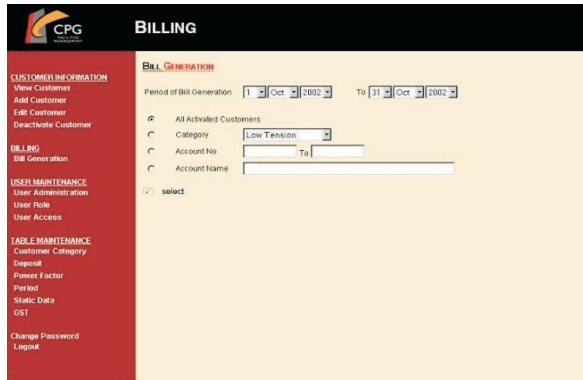 CPG
FACILITIES
MANAGEMENT
BILLING
CUSTOMER INFORMATION
View Customer
Add Customer
Edit Customer
Deactivate Customer
BILLING
Bill Generation
USER MAINTENANCE
User Administration
User Role
User Access
TABLE MAINTENANCE
Customer Category
Deposit
Power Factor
Period
Static Data
GST
Change Password
Logout
BILL GENERATION
Period of Bill Generation 1 Oct 2002 To 31 Oct 2002
All Activated Customers
Category Low Tension
Account No To
Account Name
select